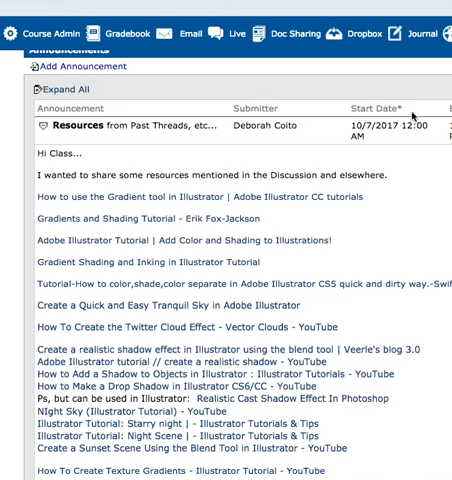 Course Admin Gradebook Email Live Doc Sharing Dropbox Journal
Announcements
Add Announcement
Expand All
Announcement Submitter Start Date*
Resources from Past Threads, etc... Deborah Coito 10/7/2017 12:00
AM
Hi Class...
I wanted to share some resources mentioned in the Discussion and elsewhere.
How to use the Gradient tool in Illustrator | Adobe Illustrator CC tutorials
Gradients and Shading Tutorial - Erik Fox-Jackson
Adobe Illustrator Tutorial | Add Color and Shading to Illustrations!
Gradient Shading and Inking in Illustrator Tutorial
Tutorial-How to color,shade,color separate in Adobe Illustrator CS5 quick and dirty way.-Swif
Create a Quick and Easy Tranquil Sky in Adobe Illustrator
How To Create the Twitter Cloud Effect - Vector Clouds - YouTube
Create a realistic shadow effect in Illustrator using the blend tool | Veerle's blog 3.0
Adobe Illustrator tutorial // create a realistic shadow - YouTube
How to Add a Shadow to Objects in Illustrator : Illustrator Tutorials - YouTube
How to Make a Drop Shadow in Illustrator CS6/CC - YouTube
Ps, but can be used in Illustrator: Realistic Cast Shadow Effect In Photoshop
NIght Sky (Illustrator Tutorial) - YouTube
Illustrator Tutorial: Starry night | - Illustrator Tutorials & Tips
Illustrator Tutorial: Night Scene | - Illustrator Tutorials & Tips
Create a Sunset Scene Using the Blend Tool in Illustrator - YouTube
How To Create Texture Gradients - Illustrator Tutorial - YouTube